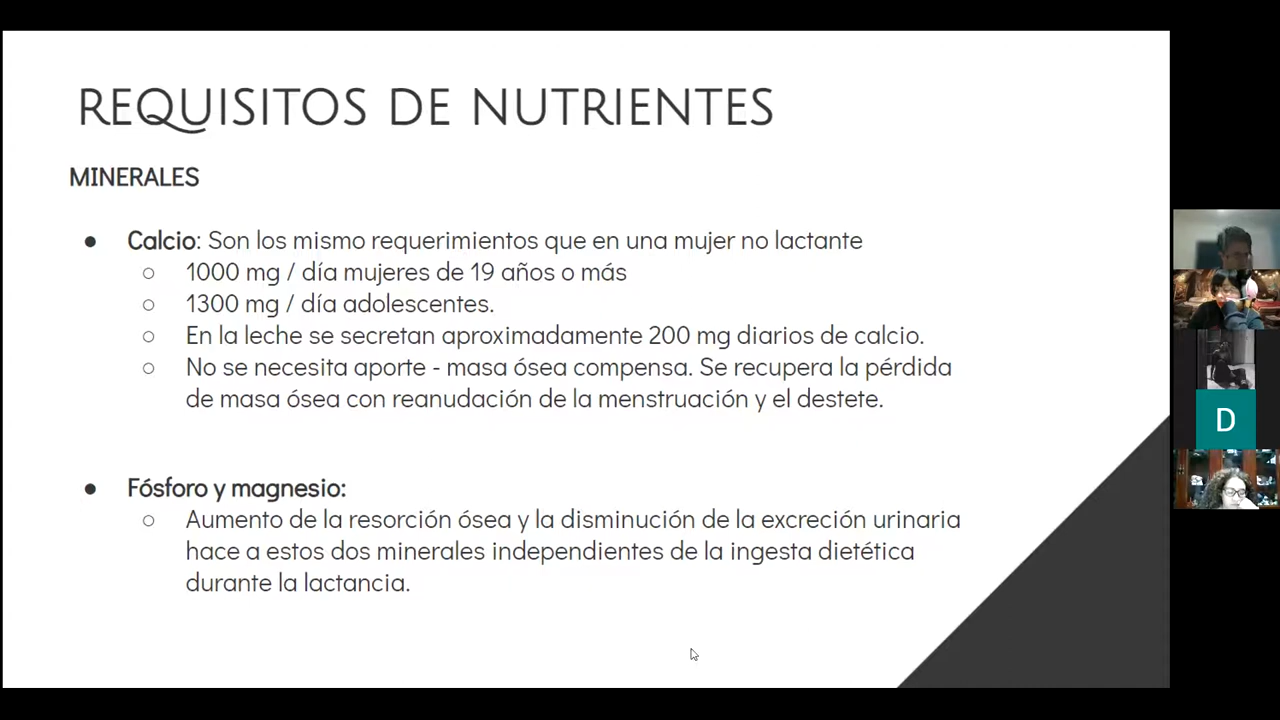 REQUISITOS DE NUTRIENTES
MINERALES
● Calcio: Son los mismo requerimientos que en una mujer no lactante
○ 1000 mg / día mujeres de 19 años o más
○ 1300 mg / día adolescentes.
○ En la leche se secretan aproximadamente 200 mg diarios de calcio.
○ No se necesita aporte - masa ósea compensa. Se recupera la pérdida
de masa ósea con reanudación de la menstruación y el destete.
● Fósforo y magnesio:
○ Aumento de la resorción ósea y la disminución de la excreción urinaria
hace a estos dos minerales independientes de la ingesta dietética
durante la lactancia.
D